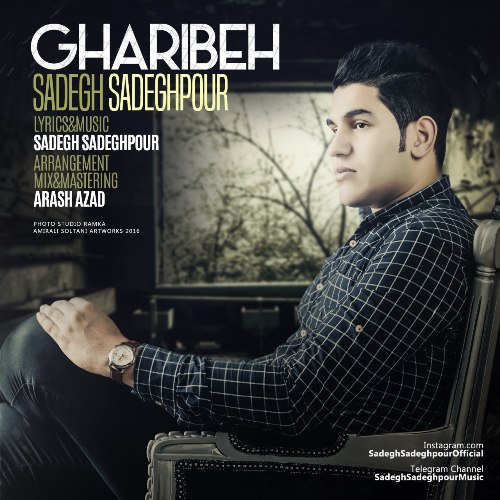 GHARIBEH
SADEGH SADEGHPOUR
LYRICS&MUSIC
SADEGH SADEGHPOUR
ARRANGEMENT
MIX&MASTERING
ARASH AZAD
PHOTO STUDIO RAMKA
AMIRALI SOLTANI ARTWORKS 2016
Instagram.com
SadeghSadeghpourOfficial
Telegram Channel
SadeghSadeghpourMusic